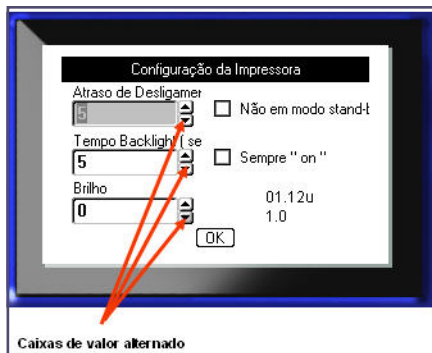 Configuração da Impressora
Atraso de Desligamer
5
Não em modo stand-b
Tempo Backlight ( se
5
Sempre " on "
Brilho
0
01.12u
1.0
OK
Caixas de valor alternado